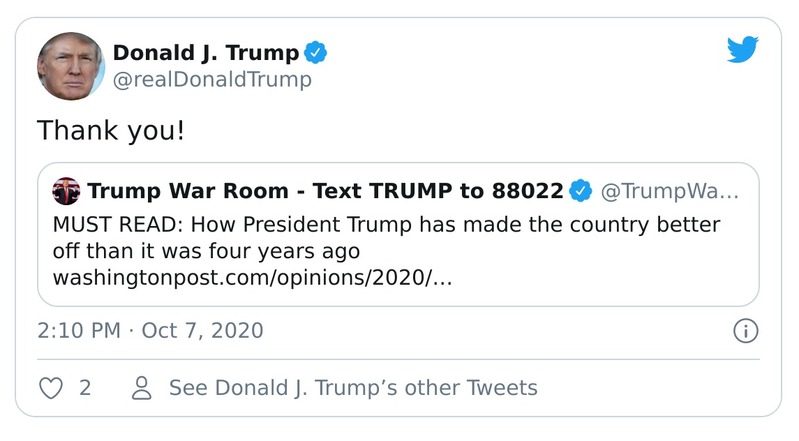 Donald J. Trump
@realDonaldTrump
Thank you!
Trump War Room - Text TRUMP to 88022 @TrumpWa…
MUST READ: How President Trump has made the country better
off than it was four years ago
washingtonpost.com/opinions/2020/…
2:10 PM · Oct 7, 2020
2 See Donald J. Trump’s other Tweets